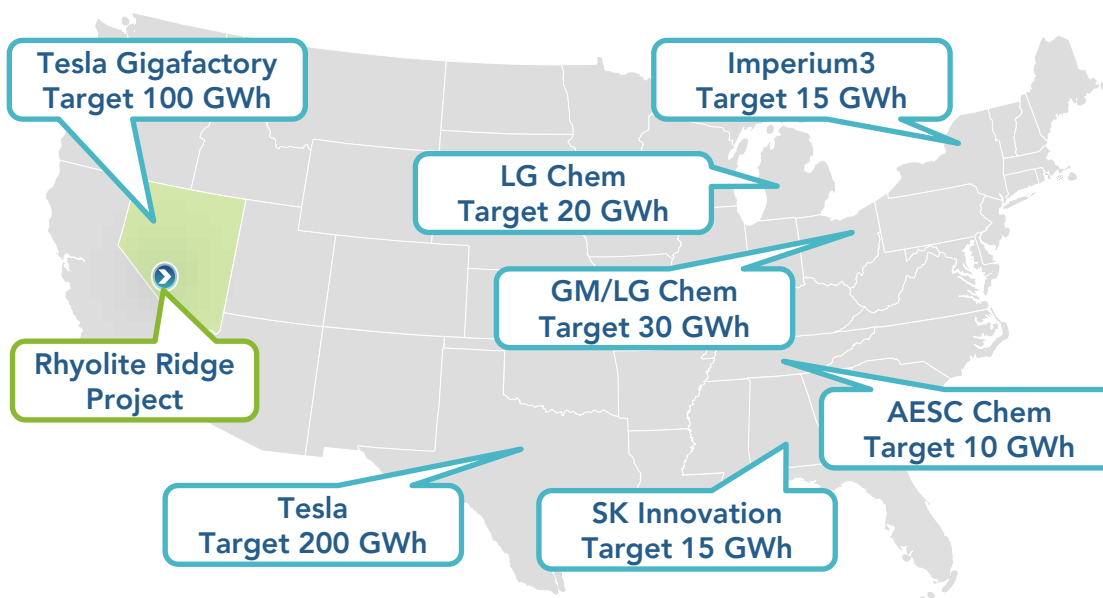 Tesla Gigafactory
Target 100 GWh
Imperium3
Target 15 GWh
LG Chem
Target 20 GWh
GM/LG Chem
Target 30 GWh
Rhyolite Ridge
Project
AESC Chem
Target 10 GWh
Tesla
Target 200 GWh
SK Innovation
Target 15 GWh